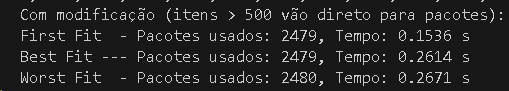 Com modificação (itens > 500 vão direto para pacotes):
First Fit  - Pacotes usados: 2479, Tempo: 0.1536 s
Best Fit --- Pacotes usados: 2479, Tempo: 0.2614 s
Worst Fit  - Pacotes usados: 2480, Tempo: 0.2671 s